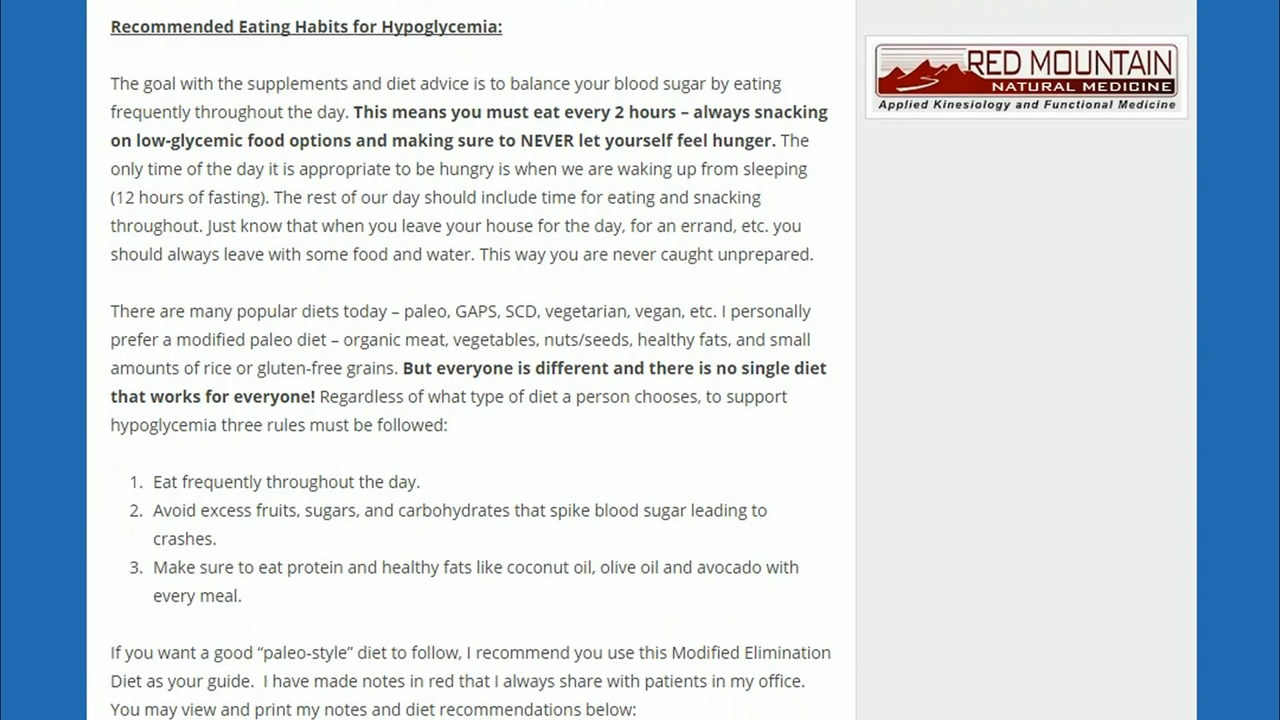 Recommended Eating Habits for Hypoglycemia:
The goal with the supplements and diet advice is to balance your blood sugar by eating
frequently throughout the day. This means you must eat every 2 hours – always snacking
on low-glycemic food options and making sure to NEVER let yourself feel hunger. The
only time of the day it is appropriate to be hungry is when we are waking up from sleeping
(12 hours of fasting). The rest of our day should include time for eating and snacking
throughout. Just know that when you leave your house for the day, for an errand, etc. you
should always leave with some food and water. This way you are never caught unprepared.
There are many popular diets today – paleo, GAPS, SCD, vegetarian, vegan, etc. I personally
prefer a modified paleo diet – organic meat, vegetables, nuts/seeds, healthy fats, and small
amounts of rice or gluten-free grains. But everyone is different and there is no single diet
that works for everyone! Regardless of what type of diet a person chooses, to support
hypoglycemia three rules must be followed:
1. Eat frequently throughout the day.
2. Avoid excess fruits, sugars, and carbohydrates that spike blood sugar leading to
crashes.
3. Make sure to eat protein and healthy fats like coconut oil, olive oil and avocado with
every meal.
If you want a good “paleo-style” diet to follow, I recommend you use this Modified Elimination
Diet as your guide.  I have made notes in red that I always share with patients in my office.
You may view and print my notes and diet recommendations below:
RED MOUNTAIN
NATURAL MEDICINE
Applied Kinesiology and Functional Medicine